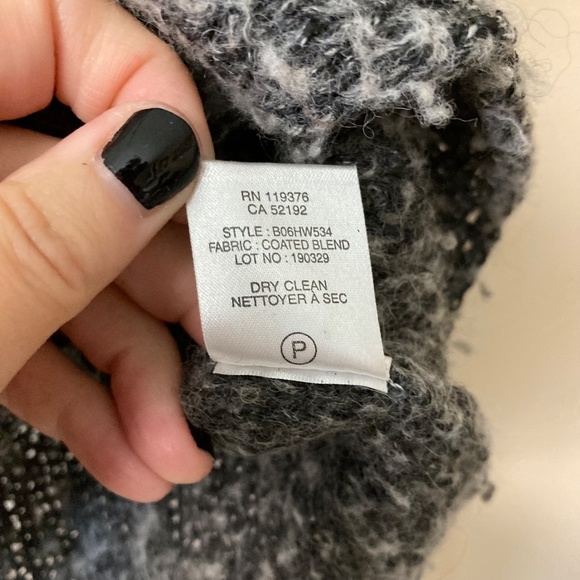 RN 119376
CA 52192
STYLE : B06HW534
FABRIC : COATED BLEND
LOT NO : 190329
DRY CLEAN
NETTOYER À SEC
P